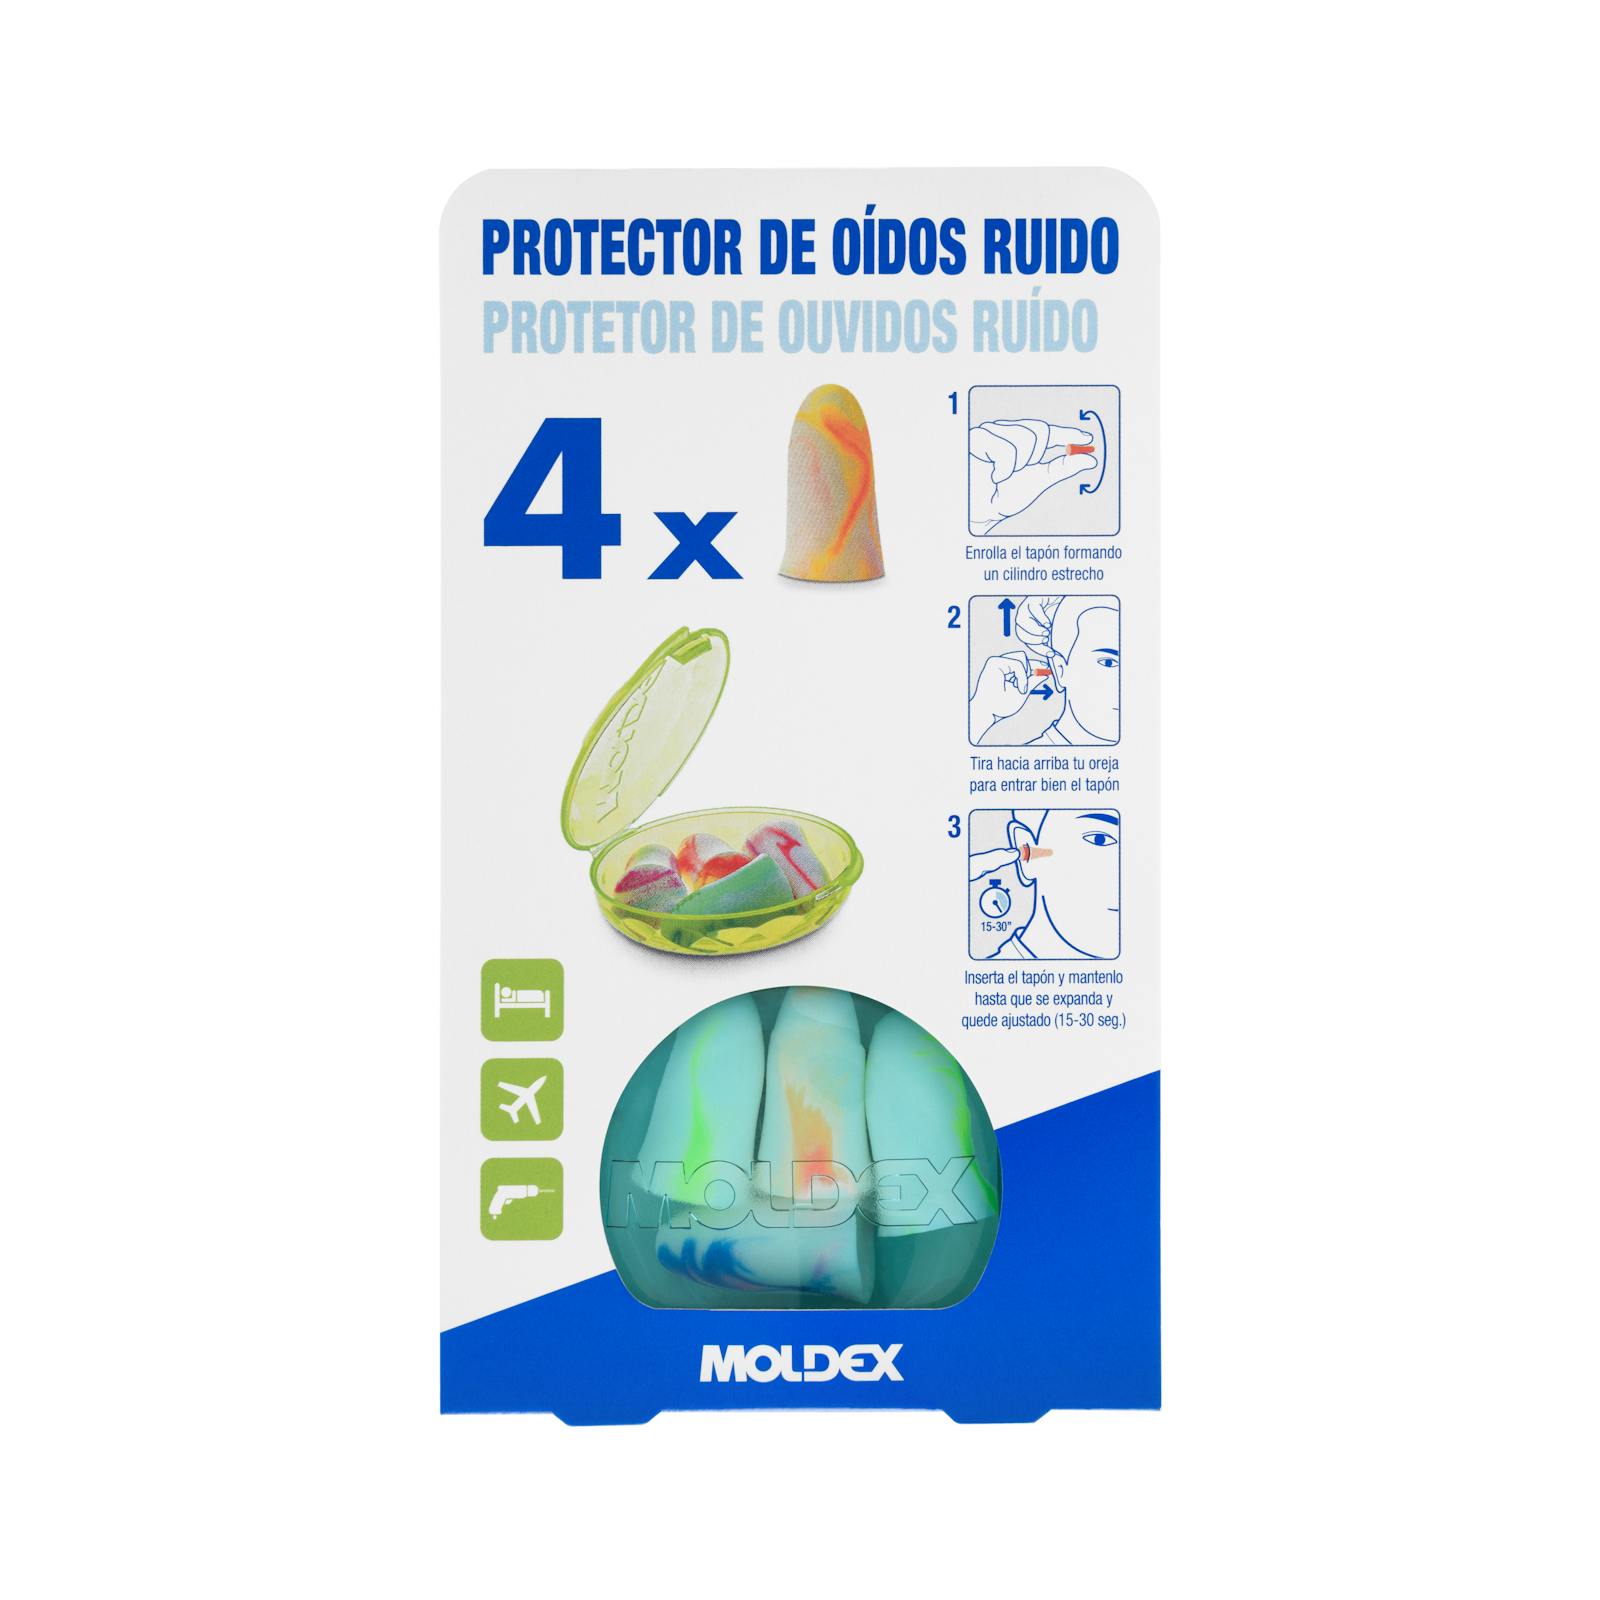 PROTECTOR DE OÍDOS RUIDO
PROTETOR DE OUVIDOS RUÍDO
4 x
1
Enrolla el tapón formando
un cilindro estrecho
2
Tira hacia arriba tu oreja
para entrar bien el tapón
3
15-30"
Inserta el tapón y mantenlo
hasta que se expanda y
quede ajustado (15-30 seg.)
MOLDEX
MOLDEX